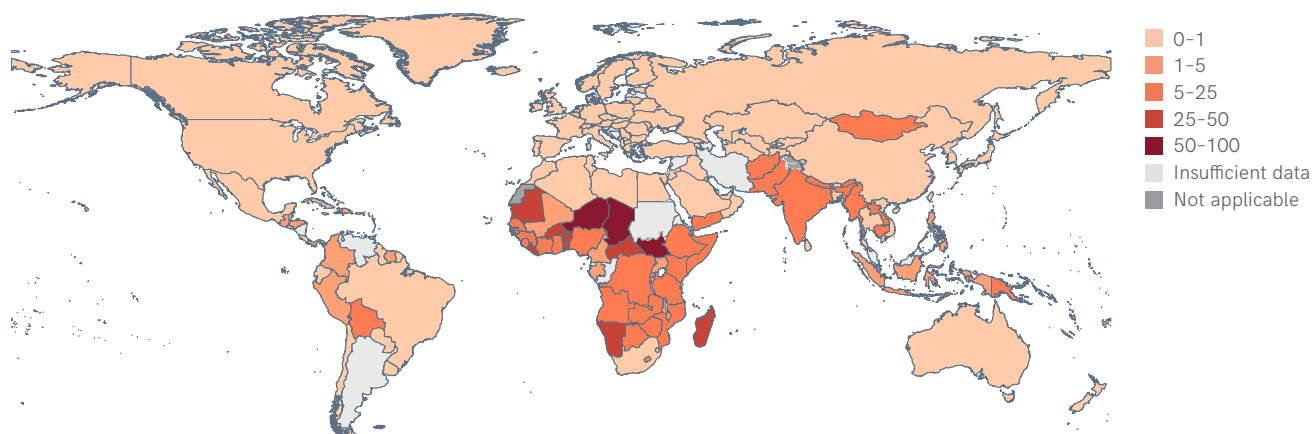 0-1
1-5
5-25
25-50
50-100
Insufficient data
Not applicable